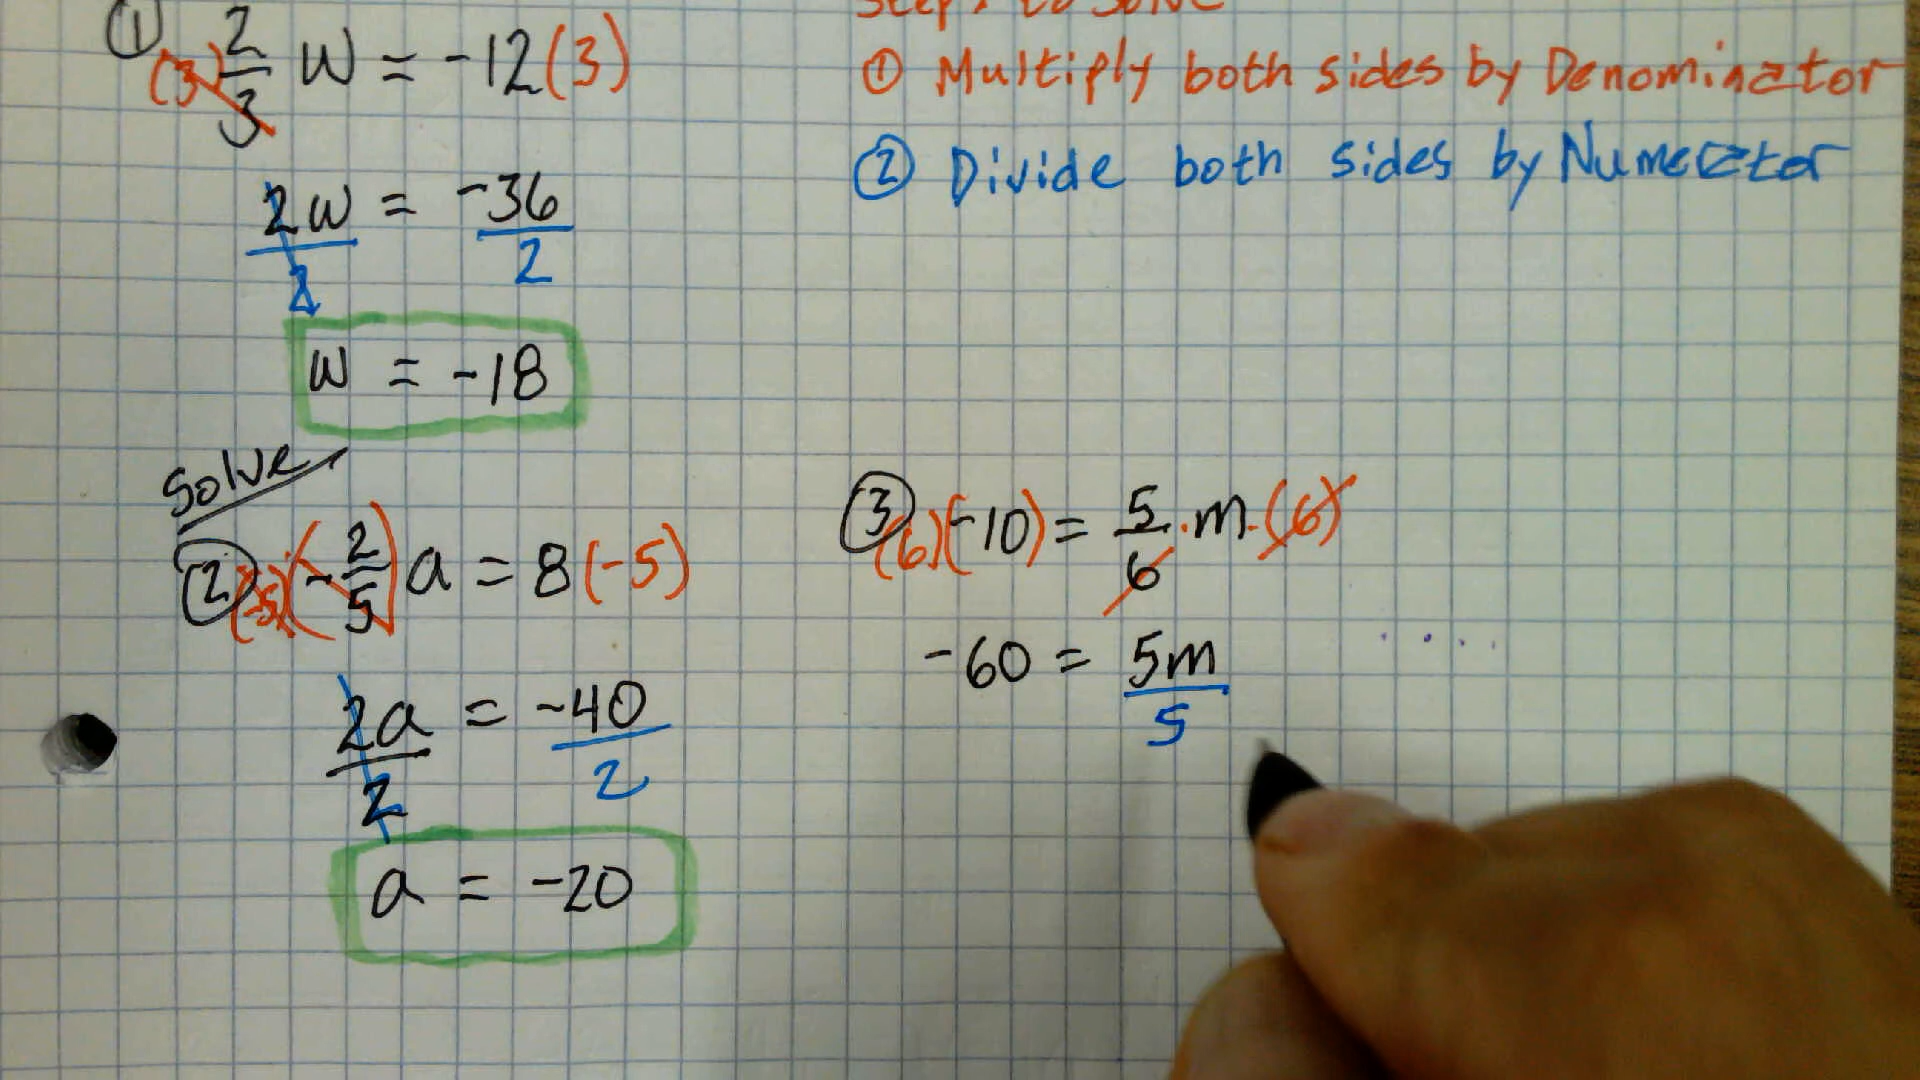 Steps to Solve
① Multiply both sides by Denominator
② Divide both sides by Numerator
① (3) 2/3 W = -12(3)
2w/2 = -36/2
w = -18
Solve
② (-5)(-2/5) a = 8(-5)
2a/2 = -40/2
a = -20
③ (6)(-10) = 5/6 · m · (6)
-60 = 5m/5